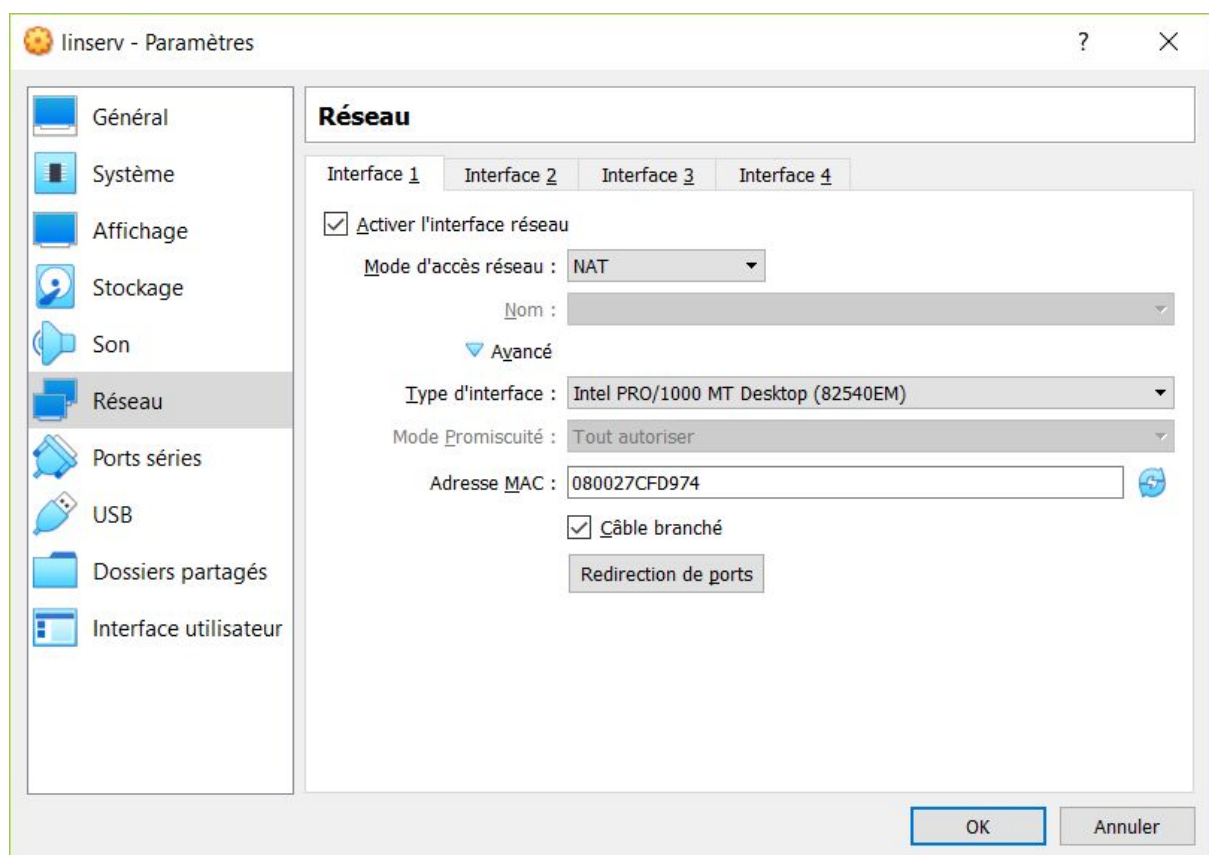 linserv - Paramètres
?
Général
Système
Affichage
Stockage
Son
Réseau
Ports séries
USB
Dossiers partagés
Interface utilisateur
Réseau
Interface 1 Interface 2 Interface 3 Interface 4
Activer l'interface réseau
Mode d'accès réseau : NAT
Nom :
Avancé
Type d'interface : Intel PRO/1000 MT Desktop (82540EM)
Mode Promiscuité : Tout autoriser
Adresse MAC : 080027CFD974
Câble branché
Redirection de ports
OK Annuler